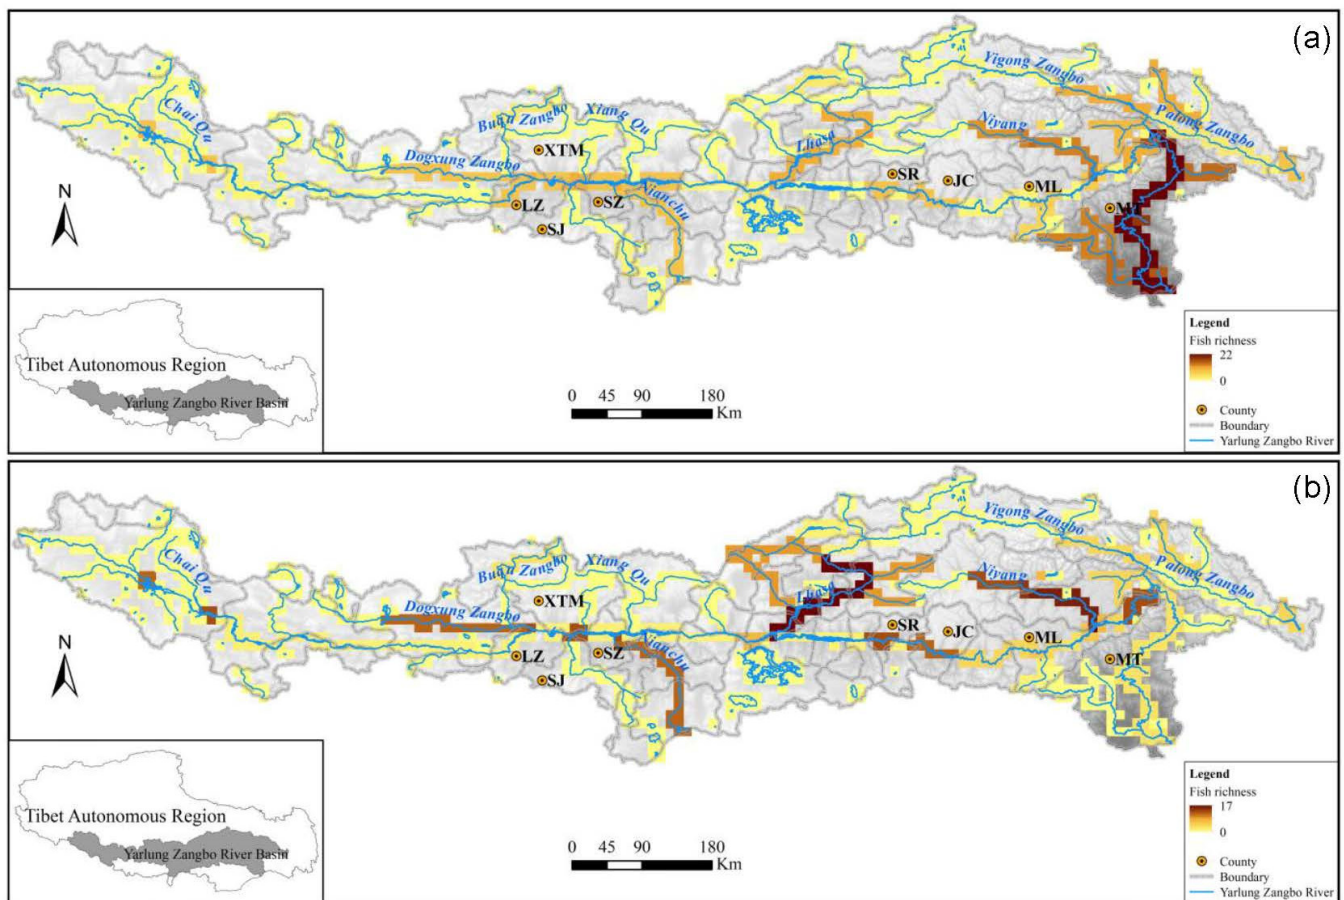 (a)
Yigong Zangbo
Chai Qu
Buqu Zangbo
Xiang Qu
Palong Zangbo
Niyang
Lhasa
XTM
Dogxung Zangbo
SR
JC
ML
Nianchu
LZ
SZ
MT
SJ
N
Tibet Autonomous Region
Yarlung Zangbo River Basin
0 45 90 180
Km
Legend
Fish richness
22
0
County
Boundary
Yarlung Zangbo River
(b)
Yigong Zangbo
Chai Qu
Buqu Zangbo
Xiang Qu
Palong Zangbo
Niyang
Lhasa
XTM
Dogxung Zangbo
SR
JC
ML
Nianchu
LZ
SZ
MT
SJ
N
Tibet Autonomous Region
Yarlung Zangbo River Basin
0 45 90 180
Km
Legend
Fish richness
17
0
County
Boundary
Yarlung Zangbo River